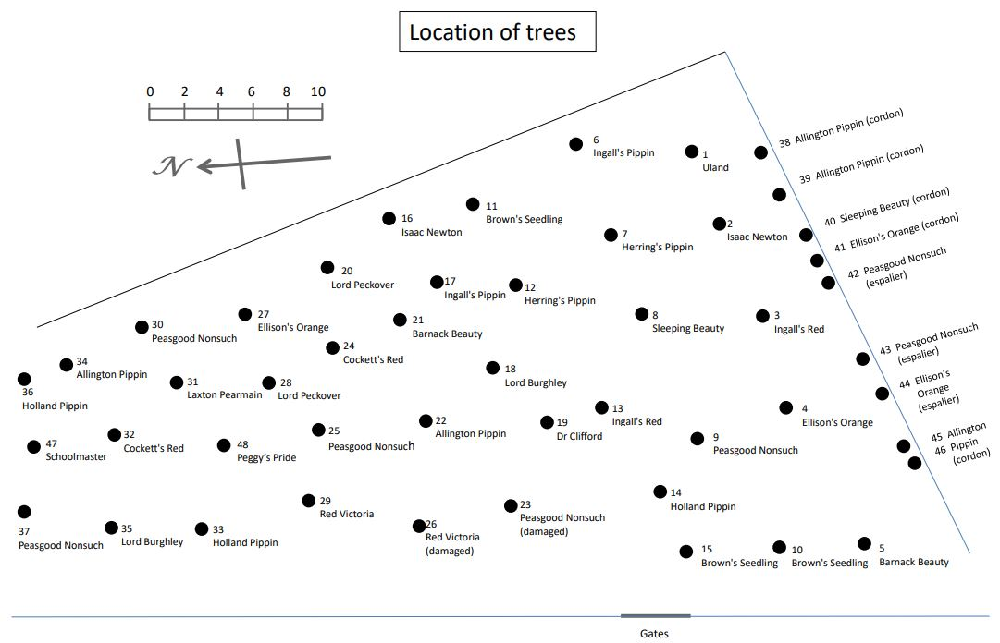 Location of trees
0 2 4 6 8 10
N
38 Allington Pippin (cordon)
6
Ingall's Pippin
1
Uland
39 Allington Pippin (cordon)
11
Brown's Seedling
16
Isaac Newton
7
Herring's Pippin
2
Isaac Newton
40 Sleeping Beauty (cordon)
41 Ellison's Orange (cordon)
42 Peasgood Nonsuch
(espalier)
20
Lord Peckover
17
Ingall's Pippin
12
Herring's Pippin
30
Peasgood Nonsuch
27
Ellison's Orange
21
Barnack Beauty
8
Sleeping Beauty
3
Ingall's Red
43 Peasgood Nonsuch
(espalier)
34
Allington Pippin
24
Cockett's Red
36
Holland Pippin
31
Laxton Pearmain
28
Lord Peckover
18
Lord Burghley
44 Ellison's
Orange
(espalier)
47
Schoolmaster
32
Cockett's Red
48
Peggy's Pride
25
Peasgood Nonsuch
22
Allington Pippin
19
Dr Clifford
13
Ingall's Red
9
Peasgood Nonsuch
4
Ellison's Orange
45 Allington
46 Pippin
(cordon)
29
Red Victoria
23
Peasgood Nonsuch
(damaged)
14
Holland Pippin
37
Peasgood Nonsuch
35
Lord Burghley
33
Holland Pippin
26
Red Victoria
(damaged)
15
Brown's Seedling
10
Brown's Seedling
5
Barnack Beauty
Gates